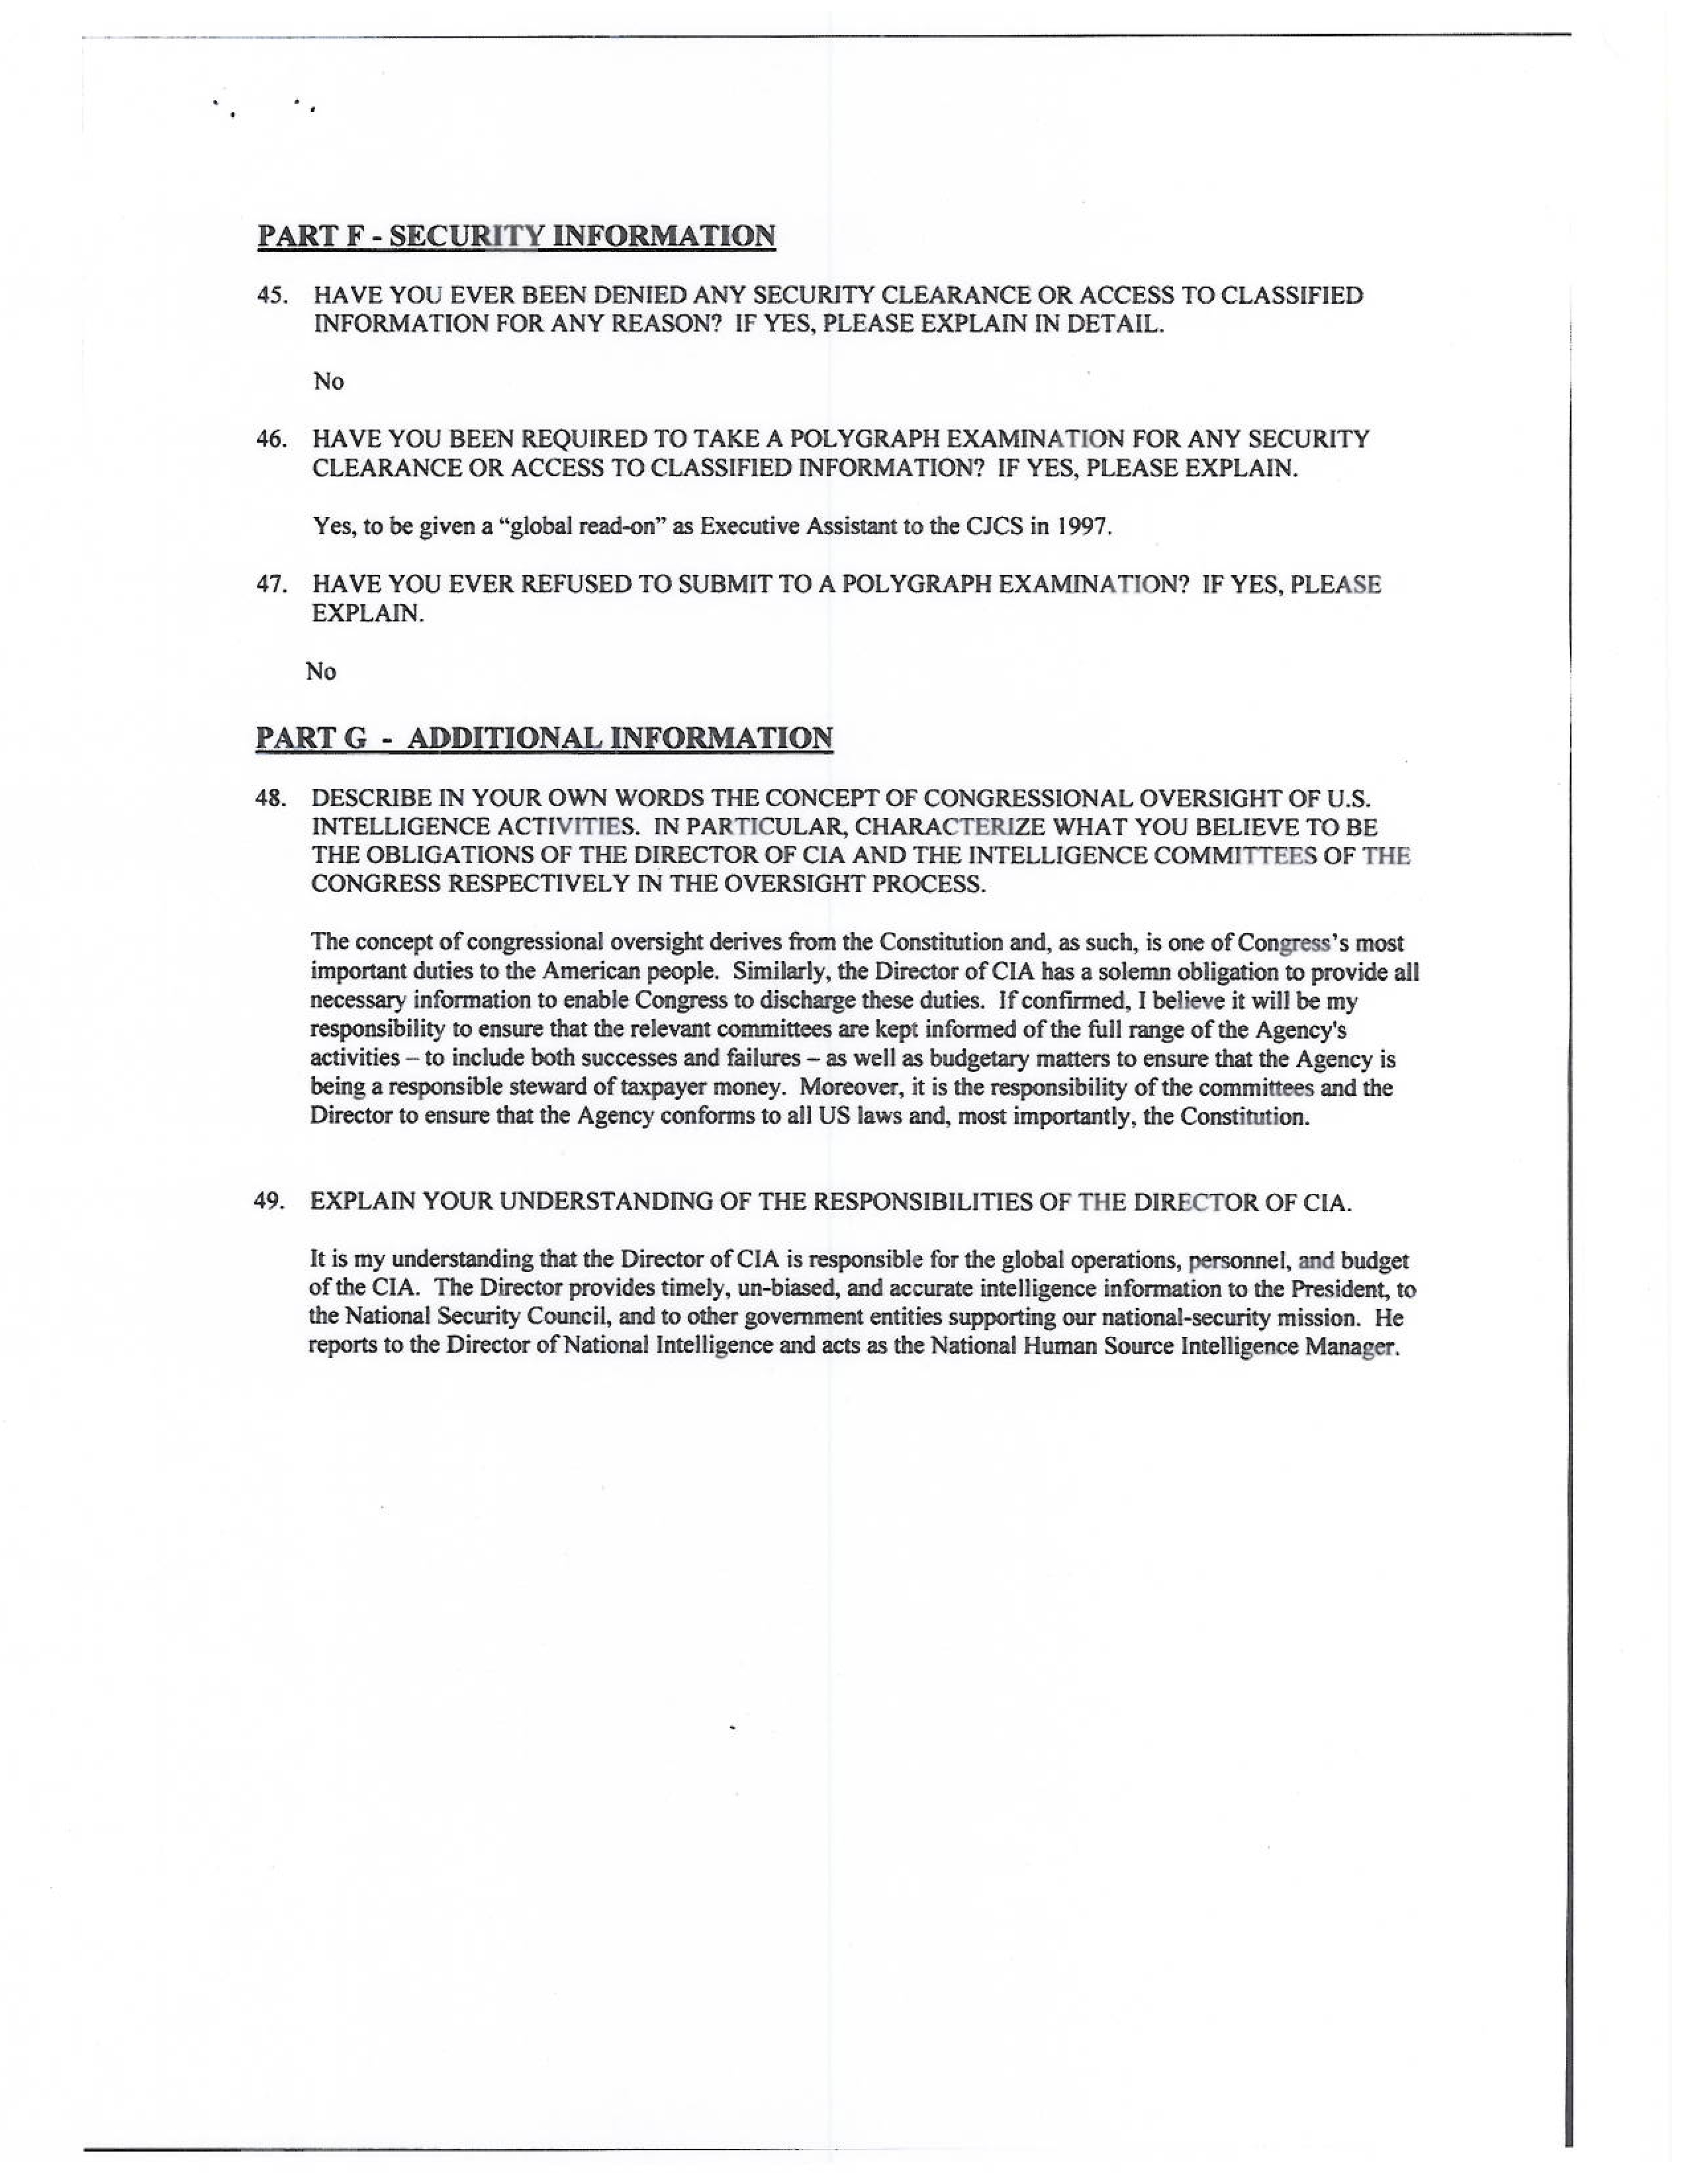 PART F - SECURITY INFORMATION
45. HAVE YOU EVER BEEN DENIED ANY SECURITY CLEARANCE OR ACCESS TO CLASSIFIED
INFORMATION FOR ANY REASON? IF YES, PLEASE EXPLAIN IN DETAIL.
No
46. HAVE YOU BEEN REQUIRED TO TAKE A POLYGRAPH EXAMINATION FOR ANY SECURITY
CLEARANCE OR ACCESS TO CLASSIFIED INFORMATION? IF YES, PLEASE EXPLAIN.
Yes, to be given a “global read-on” as Executive Assistant to the CJCS in 1997.
47. HAVE YOU EVER REFUSED TO SUBMIT TO A POLYGRAPH EXAMINATION? IF YES, PLEASE
EXPLAIN.
No
PART G - ADDITIONAL INFORMATION
48. DESCRIBE IN YOUR OWN WORDS THE CONCEPT OF CONGRESSIONAL OVERSIGHT OF U.S.
INTELLIGENCE ACTIVITIES. IN PARTICULAR, CHARACTERIZE WHAT YOU BELIEVE TO BE
THE OBLIGATIONS OF THE DIRECTOR OF CIA AND THE INTELLIGENCE COMMITTEES OF THE
CONGRESS RESPECTIVELY IN THE OVERSIGHT PROCESS.
The concept of congressional oversight derives from the Constitution and, as such, is one of Congress’s most
important duties to the American people. Similarly, the Director of CIA has a solemn obligation to provide all
necessary information to enable Congress to discharge these duties. If confirmed, I believe it will be my
responsibility to ensure that the relevant committees are kept informed of the full range of the Agency's
activities – to include both successes and failures – as well as budgetary matters to ensure that the Agency is
being a responsible steward of taxpayer money. Moreover, it is the responsibility of the committees and the
Director to ensure that the Agency conforms to all US laws and, most importantly, the Constitution.
49. EXPLAIN YOUR UNDERSTANDING OF THE RESPONSIBILITIES OF THE DIRECTOR OF CIA.
It is my understanding that the Director of CIA is responsible for the global operations, personnel, and budget
of the CIA. The Director provides timely, un-biased, and accurate intelligence information to the President, to
the National Security Council, and to other government entities supporting our national-security mission. He
reports to the Director of National Intelligence and acts as the National Human Source Intelligence Manager.